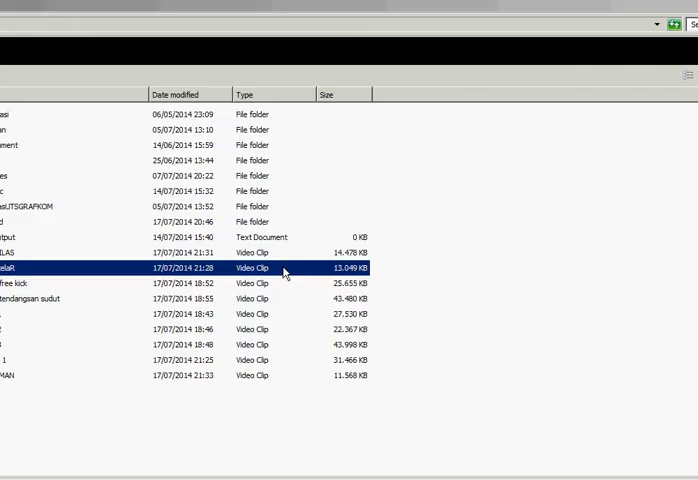 Se
Date modified Type Size
asi 06/05/2014 23:09 File folder
an 05/07/2014 13:10 File folder
ment 14/06/2014 15:59 File folder
25/06/2014 13:44 File folder
es 07/07/2014 20:22 File folder
c 14/07/2014 15:32 File folder
asUTSGRAFKOM 05/07/2014 13:52 File folder
d 17/07/2014 20:46 File folder
tput 14/07/2014 15:40 Text Document 0 KB
ILAS 17/07/2014 21:31 Video Clip 14.478 KB
elaR 17/07/2014 21:28 Video Clip 13.049 KB
free kick 17/07/2014 18:52 Video Clip 25.655 KB
tendangsan sudut 17/07/2014 18:55 Video Clip 43.480 KB
17/07/2014 18:43 Video Clip 27.530 KB
2 17/07/2014 18:46 Video Clip 22.367 KB
3 17/07/2014 18:48 Video Clip 43.998 KB
1 17/07/2014 21:25 Video Clip 31.466 KB
MAN 17/07/2014 21:33 Video Clip 11.568 KB